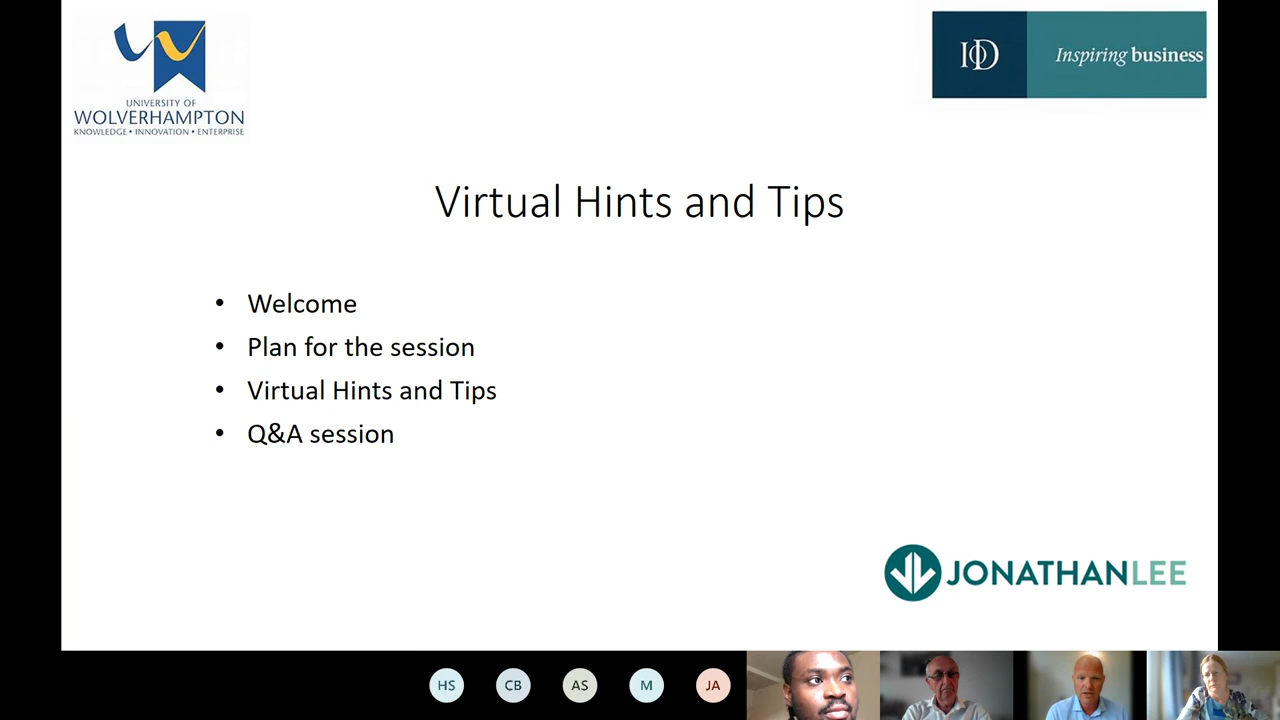 UNIVERSITY OF
WOLVERHAMPTON
KNOWLEDGE • INNOVATION • ENTERPRISE
IOD
Inspiring business
Virtual Hints and Tips
• Welcome
• Plan for the session
• Virtual Hints and Tips
• Q&A session
JONATHANLEE
HS
CB
AS
M
JA